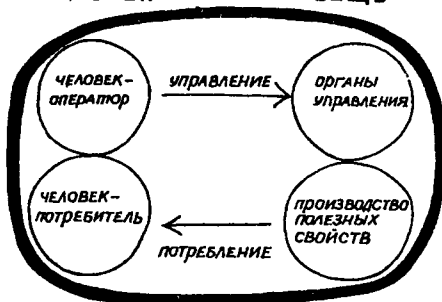 ЧЕЛОВЕК-
ОПЕРАТОР
УПРАВЛЕНИЕ
ОРГАНЫ
УПРАВЛЕНИЯ
ЧЕЛОВЕК-
ПОТРЕБИТЕЛЬ
ПОТРЕБЛЕНИЕ
ПРОИЗВОДСТВО
ПОЛЕЗНЫХ
СВОЙСТВ